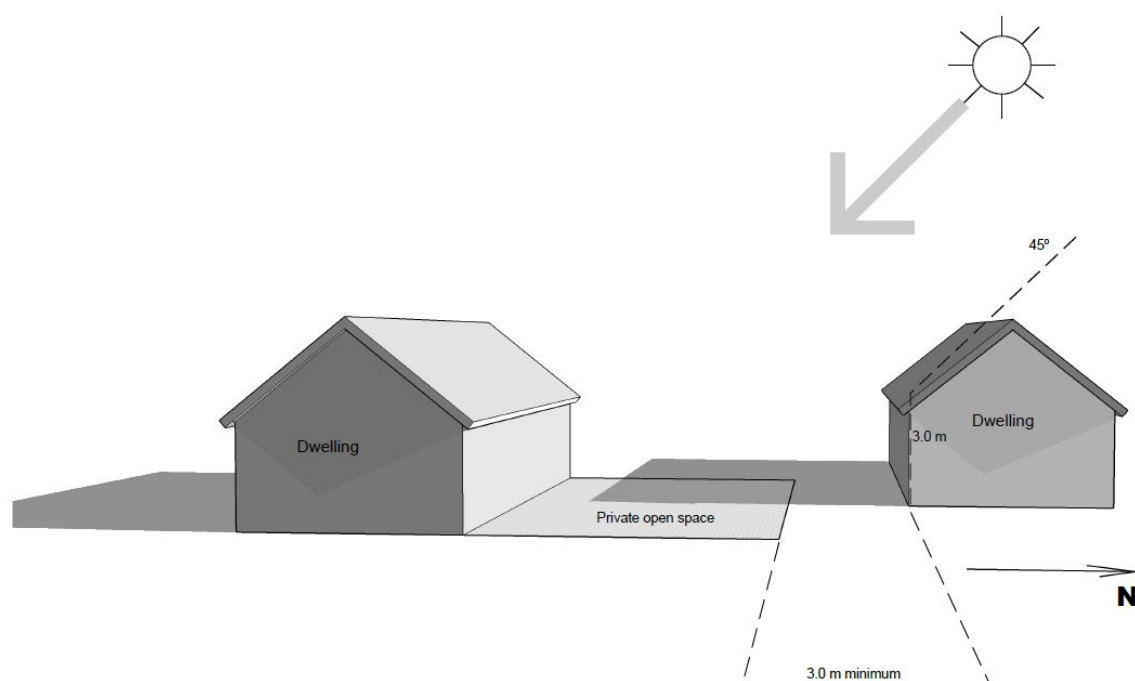 45º
Dwelling
Dwelling
3.0 m
Private open space
N
3.0 m minimum